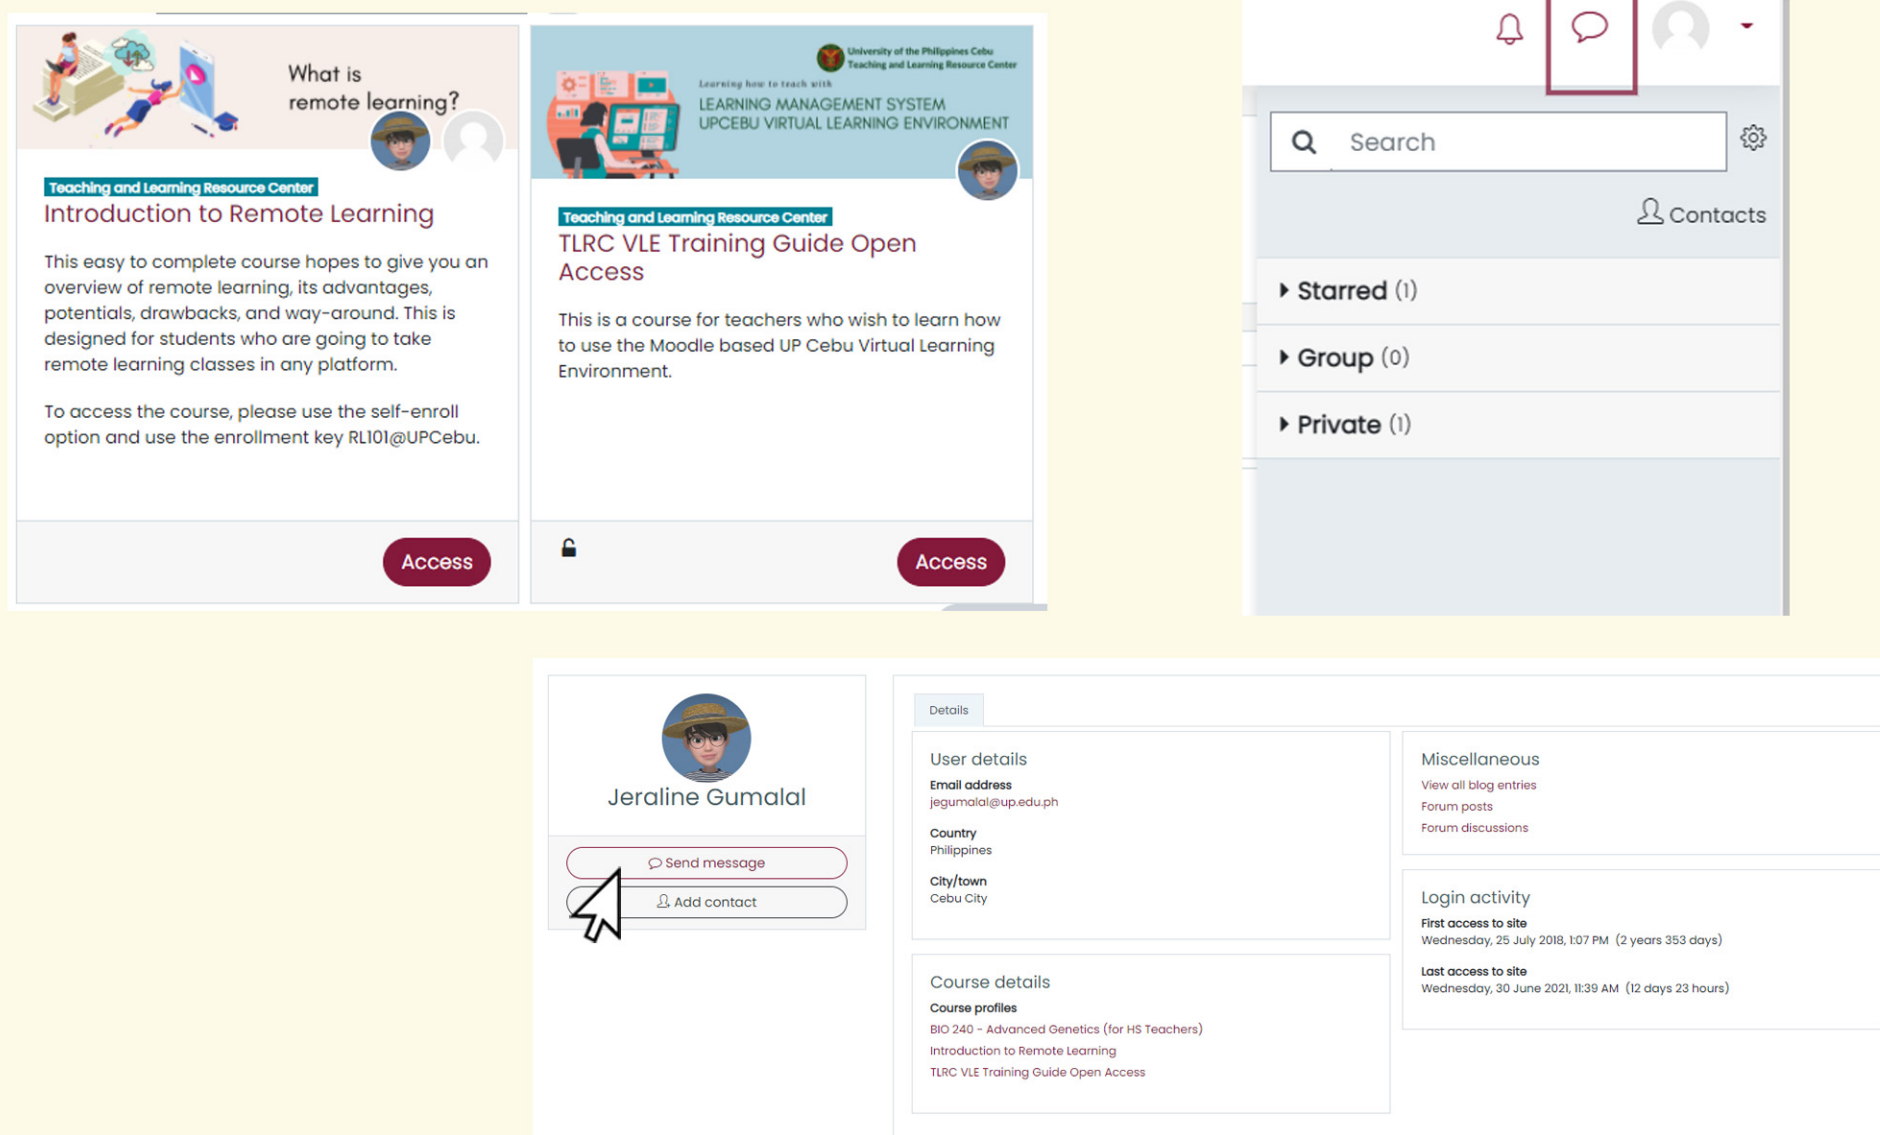 What is
remote learning?
Teaching and Learning Resource Center
Introduction to Remote Learning
This easy to complete course hopes to give you an
overview of remote learning, its advantages,
potentials, drawbacks, and way-around. This is
designed for students who are going to take
remote learning classes in any platform.
To access the course, please use the self-enroll
option and use the enrollment key RL101@UPCebu.
Access
University of the Philippines Cebu
Teaching and Learning Resource Center
Learning how to teach with
LEARNING MANAGEMENT SYSTEM
UPCEBU VIRTUAL LEARNING ENVIRONMENT
Teaching and Learning Resource Center
TLRC VLE Training Guide Open
Access
This is a course for teachers who wish to learn how
to use the Moodle based UP Cebu Virtual Learning
Environment.
Access
Search
Contacts
Starred (1)
Group (0)
Private (1)
Jeraline Gumalal
Send message
Add contact
Details
User details
Email address
jegumalal@up.edu.ph
Country
Philippines
City/town
Cebu City
Course details
Course profiles
BIO 240 - Advanced Genetics (for HS Teachers)
Introduction to Remote Learning
TLRC VLE Training Guide Open Access
Miscellaneous
View all blog entries
Forum posts
Forum discussions
Login activity
First access to site
Wednesday, 25 July 2018, 1:07 PM (2 years 353 days)
Last access to site
Wednesday, 30 June 2021, 11:39 AM (12 days 23 hours)